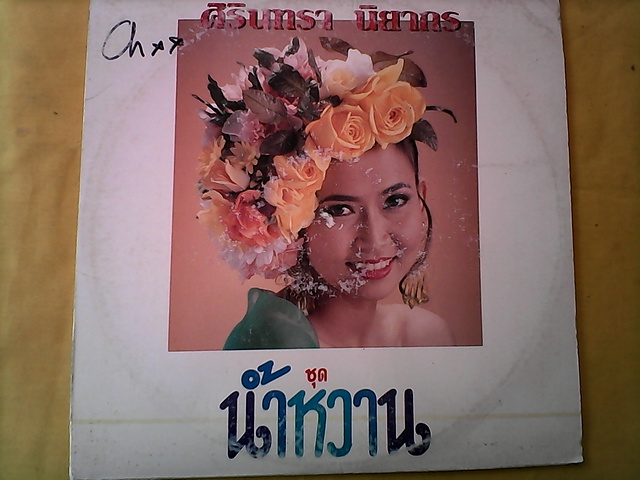 ศิรินทรา นิยากร
Ch xx
ชุด
น้ำหวาน